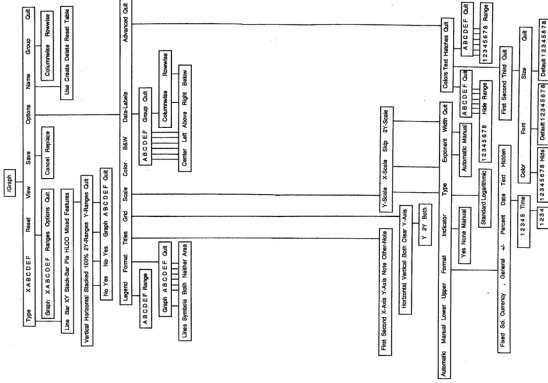 /Graph
Type X A B C D E F Reset View Save Options Name Group Quit
Graph X A B C D E F Ranges Options Quit
Cancel Replace
Columnwise Rowwise
Use Create Delete Reset Table
Line Bar XY Stack-Bar Pie HLCO Mixed Features
Vertical Horizontal Stacked 100% 2Y-Ranges Y-Ranges Quit
No Yes No Yes Graph A B C D E F Quit
Legend Format Titles Grid Scale Color B&W Data-Labels Advanced Quit
A B C D E F Range
Graph A B C D E F Quit
Lines Symbols Both Neither Area
A B C D E F Group Quit
Columnwise Rowwise
Center Left Above Right Below
First Second X-Axis Y-Axis Note Other-Note
Y-Scale X-Scale Skip 2Y-Scale
Horizontal Vertical Both Clear Y-Axis
Y 2Y Both
Automatic Manual Lower Upper Format Indicator Type Exponent Width Quit
Colors Text Hatches Quit
Yes None Manual
Automatic Manual
A B C D E F Quit
A B C D E F Quit
Standard Logarithmic
1 2 3 4 5 6 7 8 Hide Range
1 2 3 4 5 6 7 8 Range
Fixed Sci. Currency , General +/- Percent Date Text Hidden
First Second Third Quit
1 2 3 4 5 Time
Color Font Size Quit
1 2 3 4
1 2 3 4 5 6 7 8 Hide
Default 1 2 3 4 5 6 7 8
Default 1 2 3 4 5 6 7 8